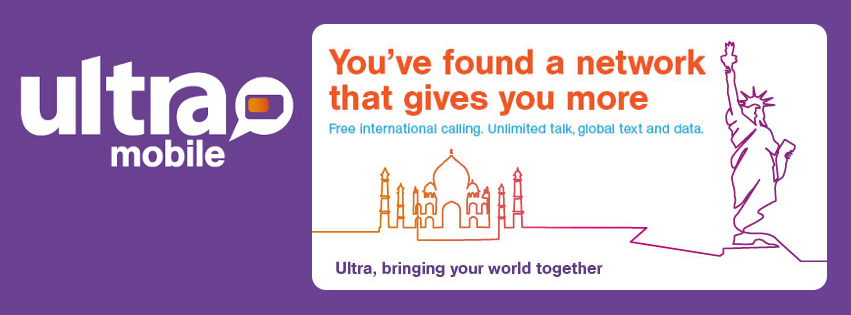 ultra
mobile
You've found a network
that gives you more
Free international calling. Unlimited talk, global text and data.
Ultra, bringing your world together